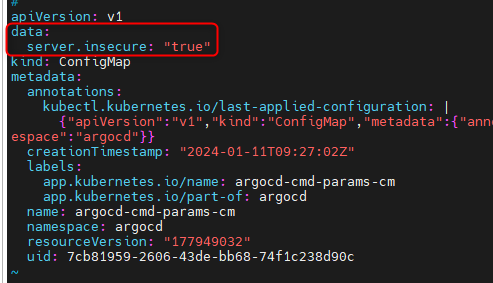 #
apiVersion: v1
data:
  server.insecure: "true"
kind: ConfigMap
metadata:
  annotations:
    kubectl.kubernetes.io/last-applied-configuration: |
      {"apiVersion":"v1","kind":"ConfigMap","metadata":{"anno
espace":"argocd"}}
  creationTimestamp: "2024-01-11T09:27:02Z"
  labels:
    app.kubernetes.io/name: argocd-cmd-params-cm
    app.kubernetes.io/part-of: argocd
  name: argocd-cmd-params-cm
  namespace: argocd
  resourceVersion: "177949032"
  uid: 7cb81959-2606-43de-bb68-74f1c238d90c
~